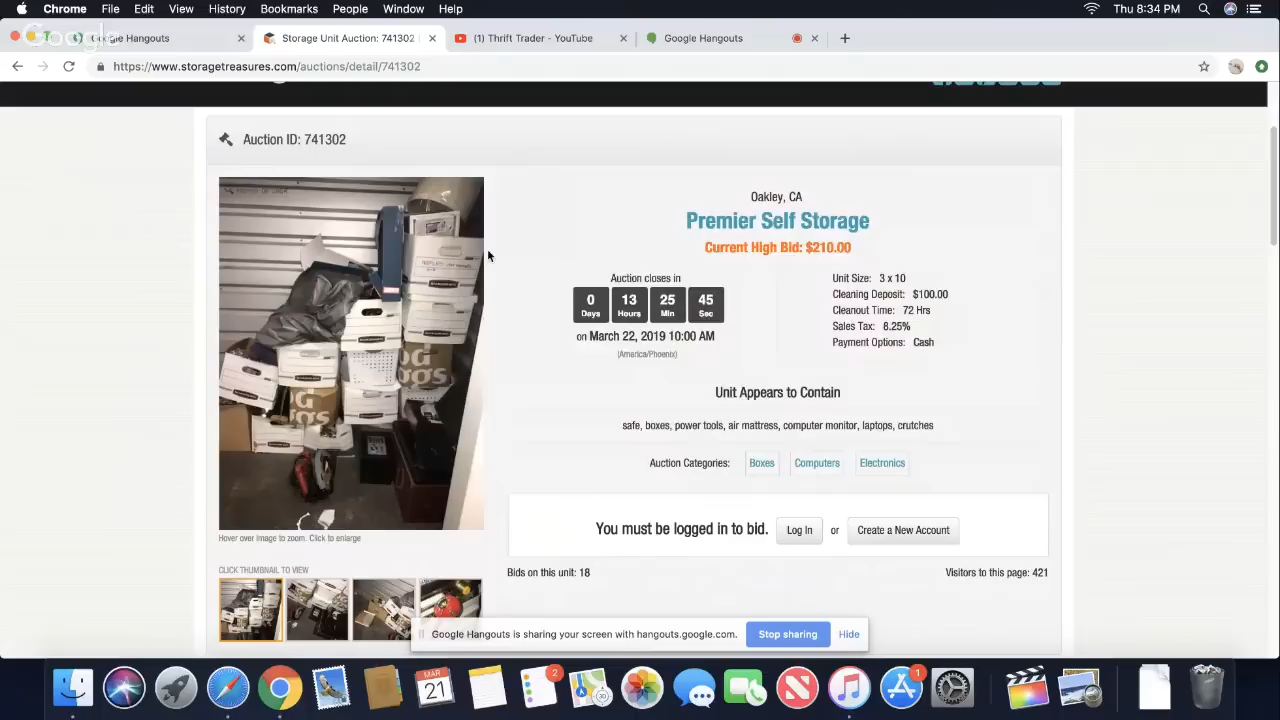 Chrome File Edit View History Bookmarks People Window Help Thu 8:34 PM
Google
Google Hangouts Storage Unit Auction: 741302 (1) Thrift Trader - YouTube Google Hangouts
https://www.storagetreasures.com/auctions/detail/741302
Auction ID: 741302
Oakley, CA
Premier Self Storage
Current High Bid: $210.00
Auction closes in
0 13 25 45
Days Hours Min Sec
on March 22, 2019 10:00 AM
(America/Phoenix)
Unit Size: 3 x 10
Cleaning Deposit: $100.00
Cleanout Time: 72 Hrs
Sales Tax: 8.25%
Payment Options: Cash
Unit Appears to Contain
safe, boxes, power tools, air mattress, computer monitor, laptops, crutches
Auction Categories: Boxes Computers Electronics
You must be logged in to bid. Log In or Create a New Account
Bids on this unit: 18 Visitors to this page: 421
Hover over image to zoom. Click to enlarge
CLICK THUMBNAIL TO VIEW
Google Hangouts is sharing your screen with hangouts.google.com. Stop sharing Hide
MAR
21
2
1